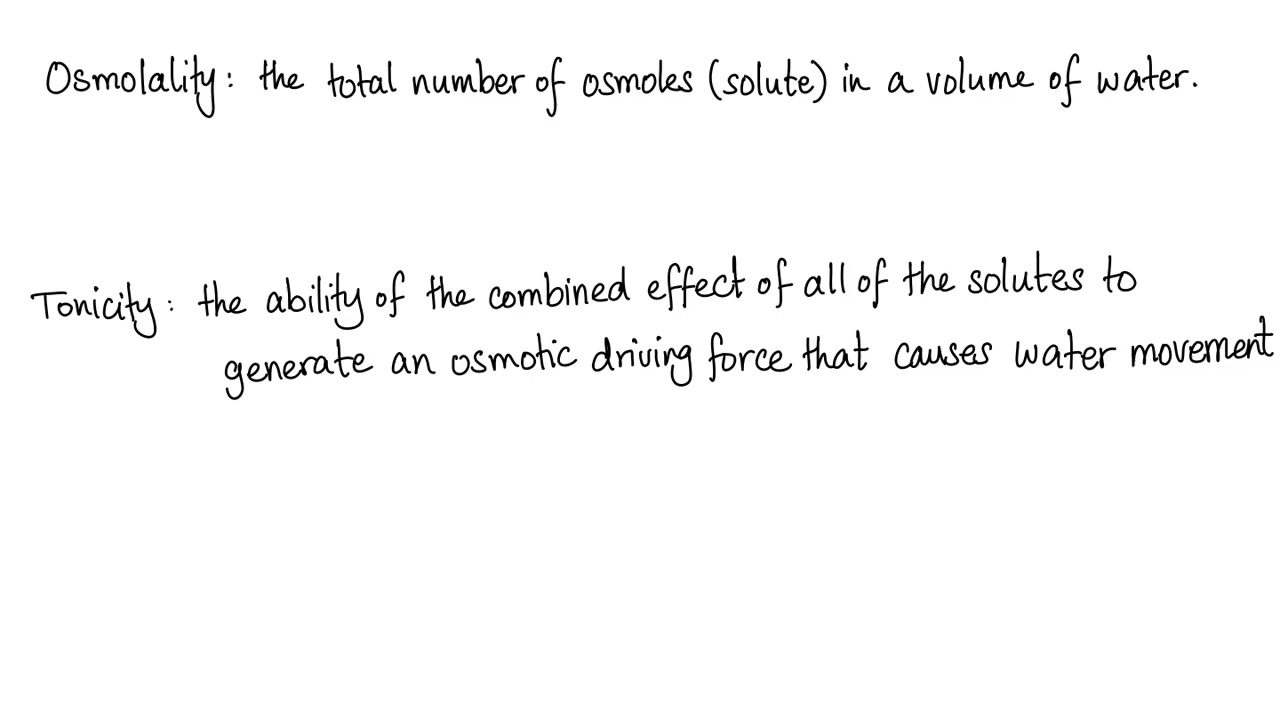 Osmolality: the total number of osmoles (solute) in a volume of water.
Tonicity: the ability of the combined effect of all of the solutes to
generate an osmotic driving force that causes water movement